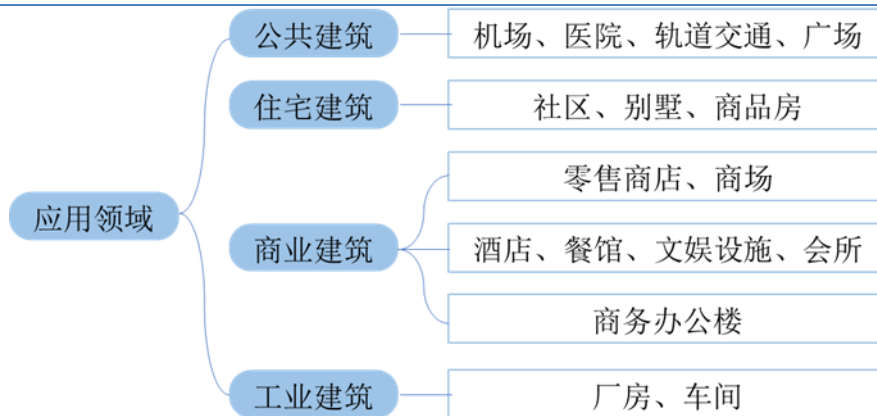 公共建筑
机场、医院、轨道交通、广场
住宅建筑
社区、别墅、商品房
零售商店、商场
应用领域
商业建筑
酒店、餐馆、文娱设施、会所
商务办公楼
工业建筑
厂房、车间